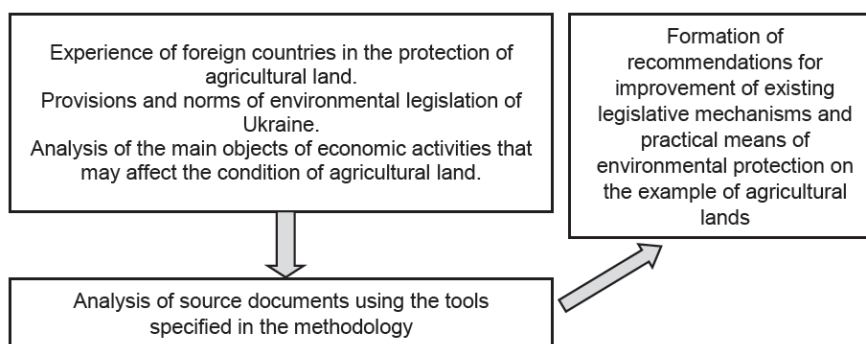 Experience of foreign countries in the protection of
agricultural land.
Provisions and norms of environmental legislation of
Ukraine.
Analysis of the main objects of economic activities that
may affect the condition of agricultural land.
Analysis of source documents using the tools
specified in the methodology
Formation of
recommendations for
improvement of existing
legislative mechanisms and
practical means of
environmental protection on
the example of agricultural
lands